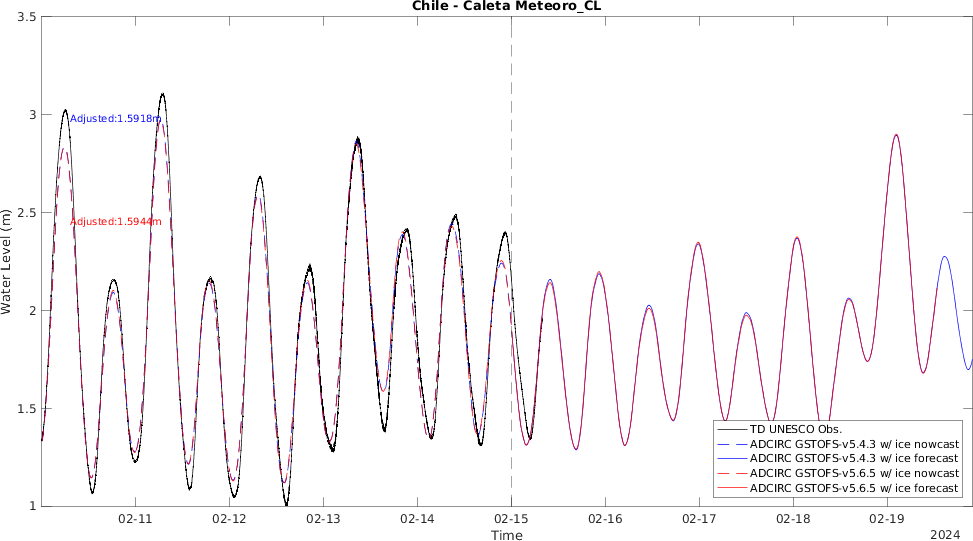 Chile - Caleta Meteoro_CL
3.5
3
2.5
2
1.5
1
Water Level (m)
Adjusted:1.5918m
Adjusted:1.5944m
TD UNESCO Obs.
ADCIRC GSTOFS-v5.4.3 w/ ice nowcast
ADCIRC GSTOFS-v5.4.3 w/ ice forecast
ADCIRC GSTOFS-v5.6.5 w/ ice nowcast
ADCIRC GSTOFS-v5.6.5 w/ ice forecast
02-11 02-12 02-13 02-14 02-15 02-16 02-17 02-18 02-19
Time
2024